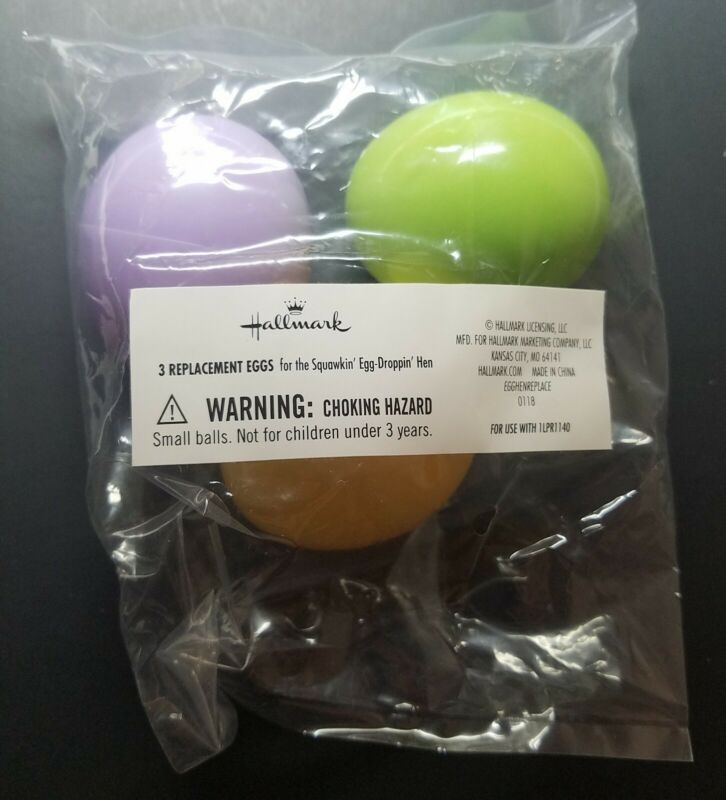 Hallmark
3 REPLACEMENT EGGS for the Squawkin' Egg-Droppin' Hen
WARNING: CHOKING HAZARD
Small balls. Not for children under 3 years.
© HALLMARK LICENSING, LLC
MFD. FOR HALLMARK MARKETING COMPANY, LLC
KANSAS CITY, MO 64141
HALLMARK.COM MADE IN CHINA
EGGHENREPLACE
0118
FOR USE WITH 1LPR1140